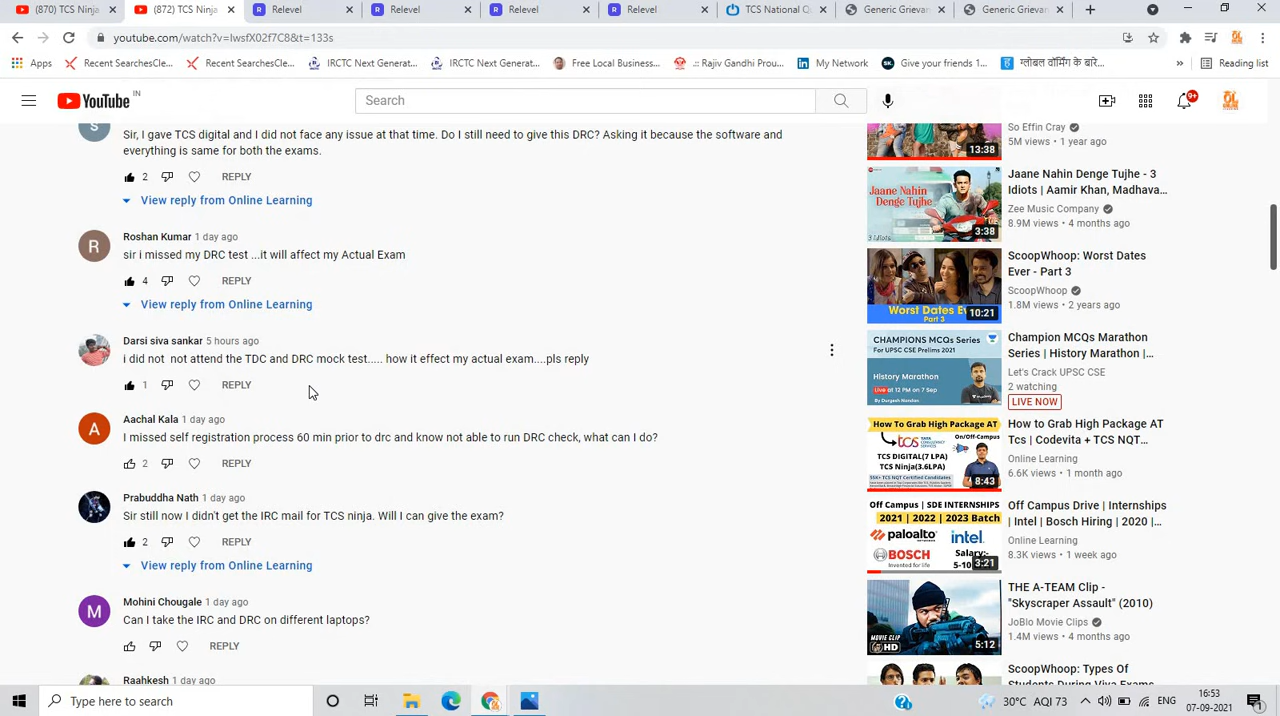 (870) TCS Ninja
(872) TCS Ninja
Relevel
Relevel
Relevel
Relevel
TCS National Q
Generic Grievan
Generic Grievan
youtube.com/watch?v=IwsfX02f7C8&t=133s
Apps
Recent SearchesCle...
Recent SearchesCle...
IRCTC Next Generat...
IRCTC Next Generat...
Free Local Business...
:: Rajiv Gandhi Prou...
LinkedIn My Network
Give your friends 1...
ग्लोबल वॉर्मिंग के बारे...
»
Reading list
YouTube IN
Search
9+
Sir, I gave TCS digital and I did not face any issue at that time. Do I still need to give this DRC? Asking it because the software and
everything is same for both the exams.
2
REPLY
View reply from Online Learning
R
Roshan Kumar 1 day ago
sir i missed my DRC test ...it will affect my Actual Exam
4
REPLY
View reply from Online Learning
Darsi siva sankar 5 hours ago
i did not not attend the TDC and DRC mock test..... how it effect my actual exam....pls reply
1
REPLY
A
Aachal Kala 1 day ago
I missed self registration process 60 min prior to drc and know not able to run DRC check, what can I do?
2
REPLY
Prabuddha Nath 1 day ago
Sir still now I didn't get the IRC mail for TCS ninja. Will I can give the exam?
2
REPLY
View reply from Online Learning
M
Mohini Chougale 1 day ago
Can I take the IRC and DRC on different laptops?
REPLY
Raahkesh 1 day ago
13:38
So Effin Cray
5M views • 1 year ago
JAANE NAHIN
DENGE TUJHE
3:38
Jaane Nahin Denge Tujhe - 3
Idiots | Aamir Khan, Madhava...
Zee Music Company
8.9M views • 4 months ago
Worst Dates Ev
Part 3
10:21
ScoopWhoop: Worst Dates
Ever - Part 3
ScoopWhoop
1.8M views • 2 years ago
CHAMPIONS MCQs Series
For UPSC CSE Prelims 2021
History Marathon
Live at 12 PM on 7 Sep
By Durgesh Nandan
Champion MCQs Marathon
Series | History Marathon |...
Let's Crack UPSC CSE
2 watching
LIVE NOW
How To Grab High Package AT
tcs
On/Off-Campus
TCS DIGITAL(7 LPA)
TCS Ninja(3.6LPA)
8:43
How to Grab High Package AT
Tcs | Codevita + TCS NQT...
Online Learning
6.6K views • 1 month ago
Off Campus | SDE INTERNSHIPS
2021 | 2022 | 2023 Batch
paloalto
intel
BOSCH
Invented for life
Salary:-
5-10
3:21
Off Campus Drive | Internships
| Intel | Bosch Hiring | 2020 |...
Online Learning
8.3K views • 1 week ago
MOVIE CLIP
HD
5:12
THE A-TEAM Clip -
"Skyscraper Assault" (2010)
JoBlo Movie Clips
1.4M views • 4 months ago
ScoopWhoop: Types Of
Students During Viva Exams
Type here to search
30°C AQI 73
ENG
16:53
07-09-2021